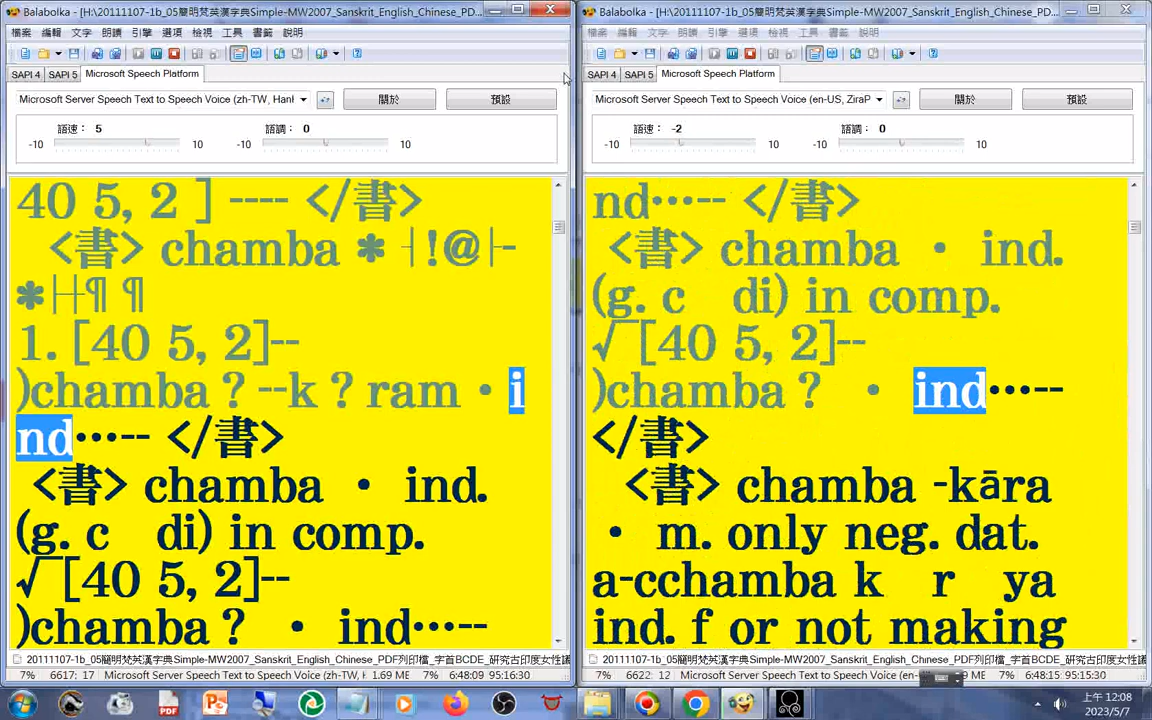 Balabolka - [H:\20111107-1b_05簡明梵英漢字典Simple-MW2007_Sanskrit_English_Chinese_PD...
檔案 編輯 文字 朗讀 引擎 選項 檢視 工具 書籤 說明
SAPI 4 SAPI 5 Microsoft Speech Platform
Microsoft Server Speech Text to Speech Voice (zh-TW, HanH
關於 預設
語速： 5 語調： 0
-10 10 -10 10
40 5, 2 ] ---- </書>
<書> chamba ✽ ┤!@├-
✽├┼¶ ¶
1. [40 5, 2]--
)chamba ? --k ? ram • i
nd…-- </書>
<書> chamba • ind.
(g. c di) in comp.
√ [40 5, 2]--
)chamba ? • ind…--
20111107-1b_05簡明梵英漢字典Simple-MW2007_Sanskrit_English_Chinese_PDF列印檔_字首BCDE_研究古印度女性議
7% 6617; 17 Microsoft Server Speech Text to Speech Voice (zh-TW, 1.69 ME 7% 6:48:09 95:16:30
Balabolka - [H:\20111107-1b_05簡明梵英漢字典Simple-MW2007_Sanskrit_English_Chinese_PD...
檔案 編輯 文字 朗讀 引擎 選項 檢視 工具 書籤 說明
SAPI 4 SAPI 5 Microsoft Speech Platform
Microsoft Server Speech Text to Speech Voice (en-US, ZiraP
關於 預設
語速： -2 語調： 0
-10 10 -10 10
nd…-- </書>
<書> chamba • ind.
(g. c di) in comp.
√ [40 5, 2]--
)chamba ? • ind…--
</書>
<書> chamba -kāra
• m. only neg. dat.
a-cchamba k r ya
ind. f or not making
20111107-1b_05簡明梵英漢字典Simple-MW2007_Sanskrit_English_Chinese_PDF列印檔_字首BCDE_研究古印度女性議
7% 6622; 12 Microsoft Server Speech Text to Speech Voice (en-U ME 7% 6:48:15 95:15:30
上午 12:08
2023/5/7